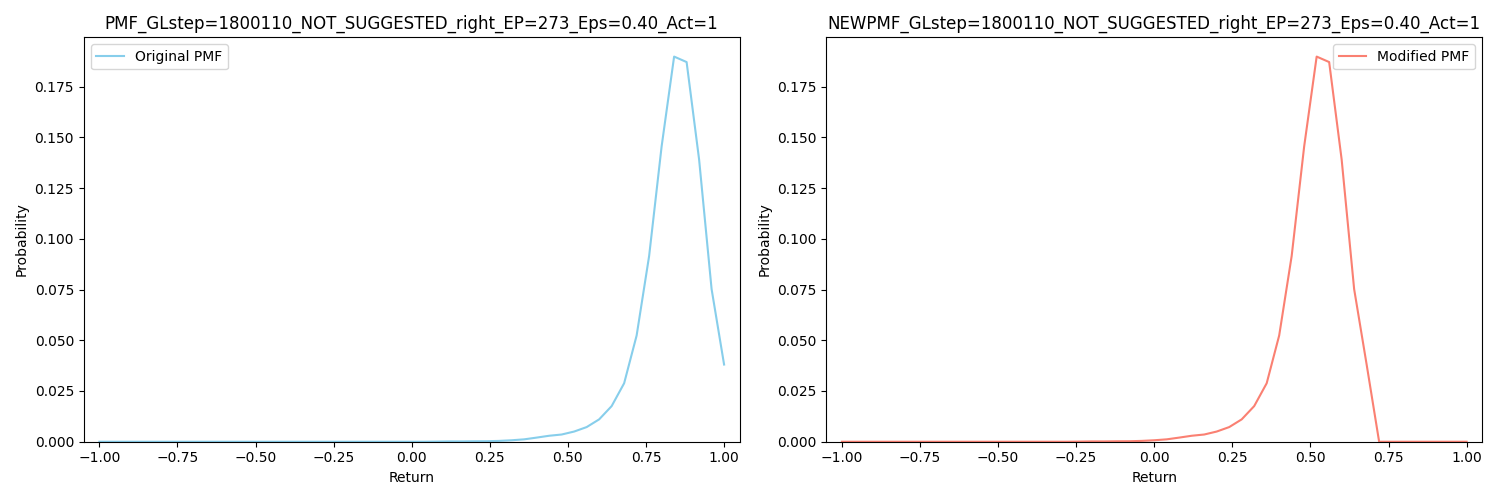 PMF_GLstep=1800110_NOT_SUGGESTED_right_EP=273_Eps=0.40_Act=1
Original PMF
Probability
0.175
0.150
0.125
0.100
0.075
0.050
0.025
0.000
−1.00 −0.75 −0.50 −0.25 0.00 0.25 0.50 0.75 1.00
Return
NEWPMF_GLstep=1800110_NOT_SUGGESTED_right_EP=273_Eps=0.40_Act=1
Modified PMF
Probability
0.175
0.150
0.125
0.100
0.075
0.050
0.025
0.000
−1.00 −0.75 −0.50 −0.25 0.00 0.25 0.50 0.75 1.00
Return